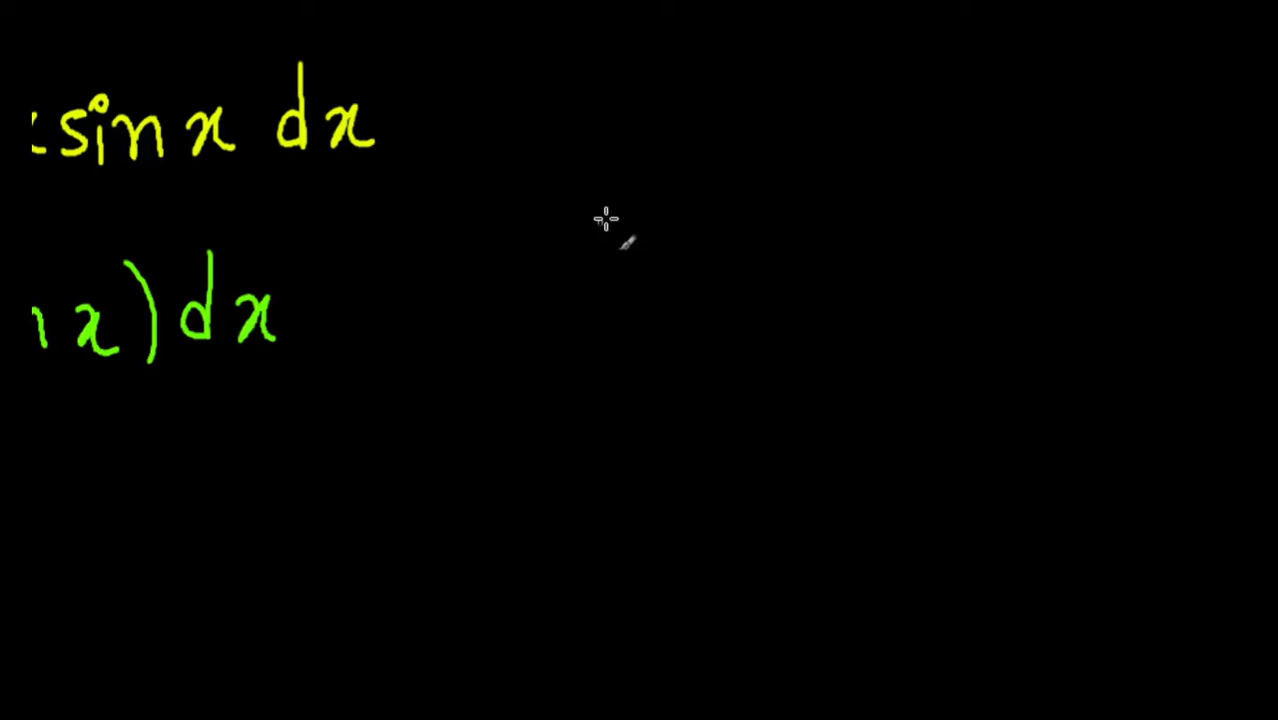 sin x dx
x) dx